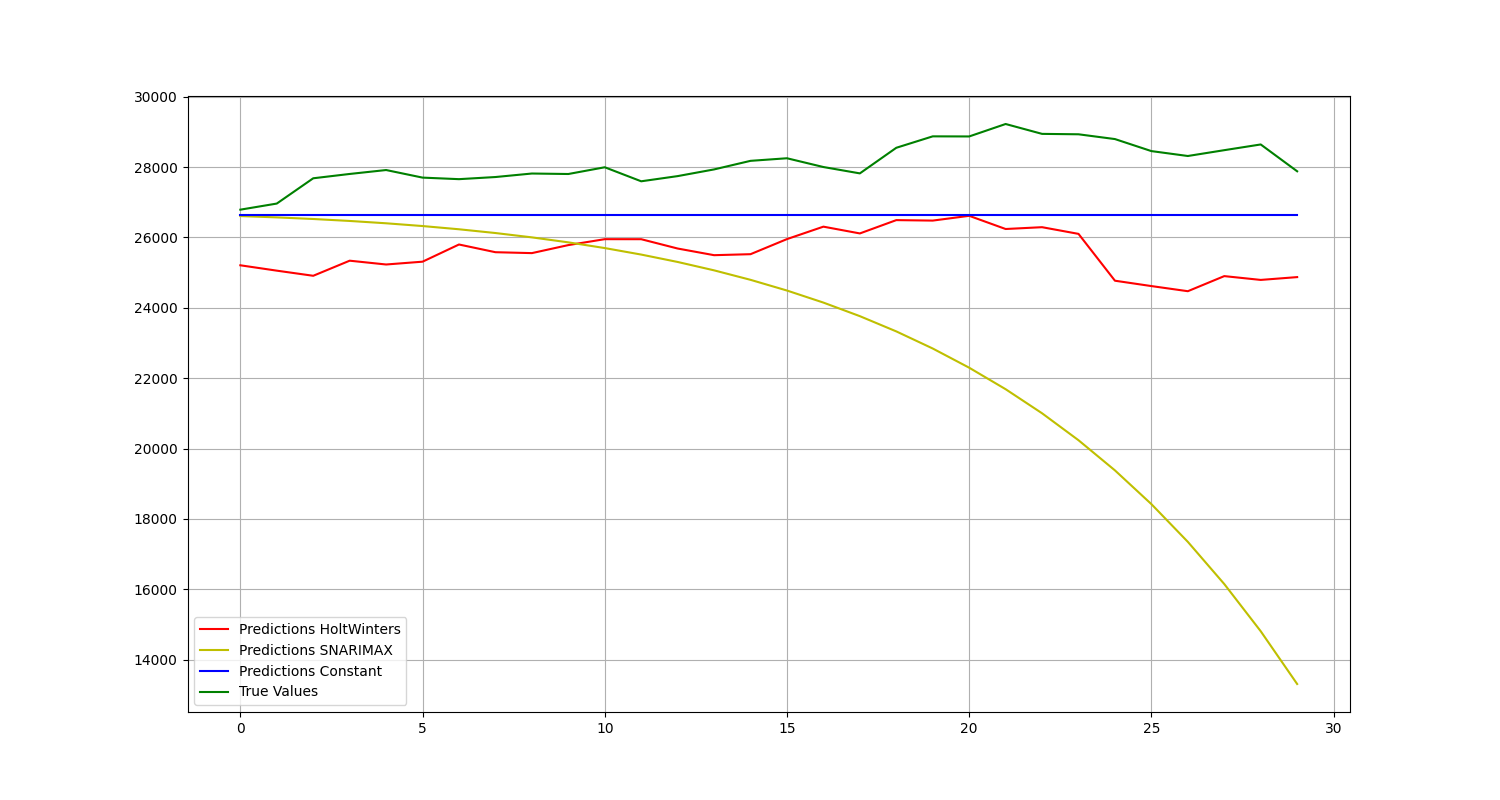 30000
28000
26000
24000
22000
20000
18000
16000
14000
Predictions HoltWinters
Predictions SNARIMAX
Predictions Constant
True Values
0 5 10 15 20 25 30